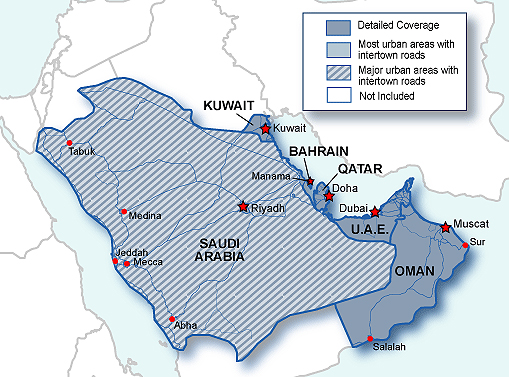 Detailed Coverage
Most urban areas with
intertown roads
Major urban areas with
intertown roads
Not Included
KUWAIT
Kuwait
Tabuk
BAHRAIN
QATAR
Manama
Doha
Medina
Riyadh
Dubai
U.A.E.
Muscat
Sur
SAUDI
ARABIA
Jeddah
Mecca
OMAN
Abha
Salalah